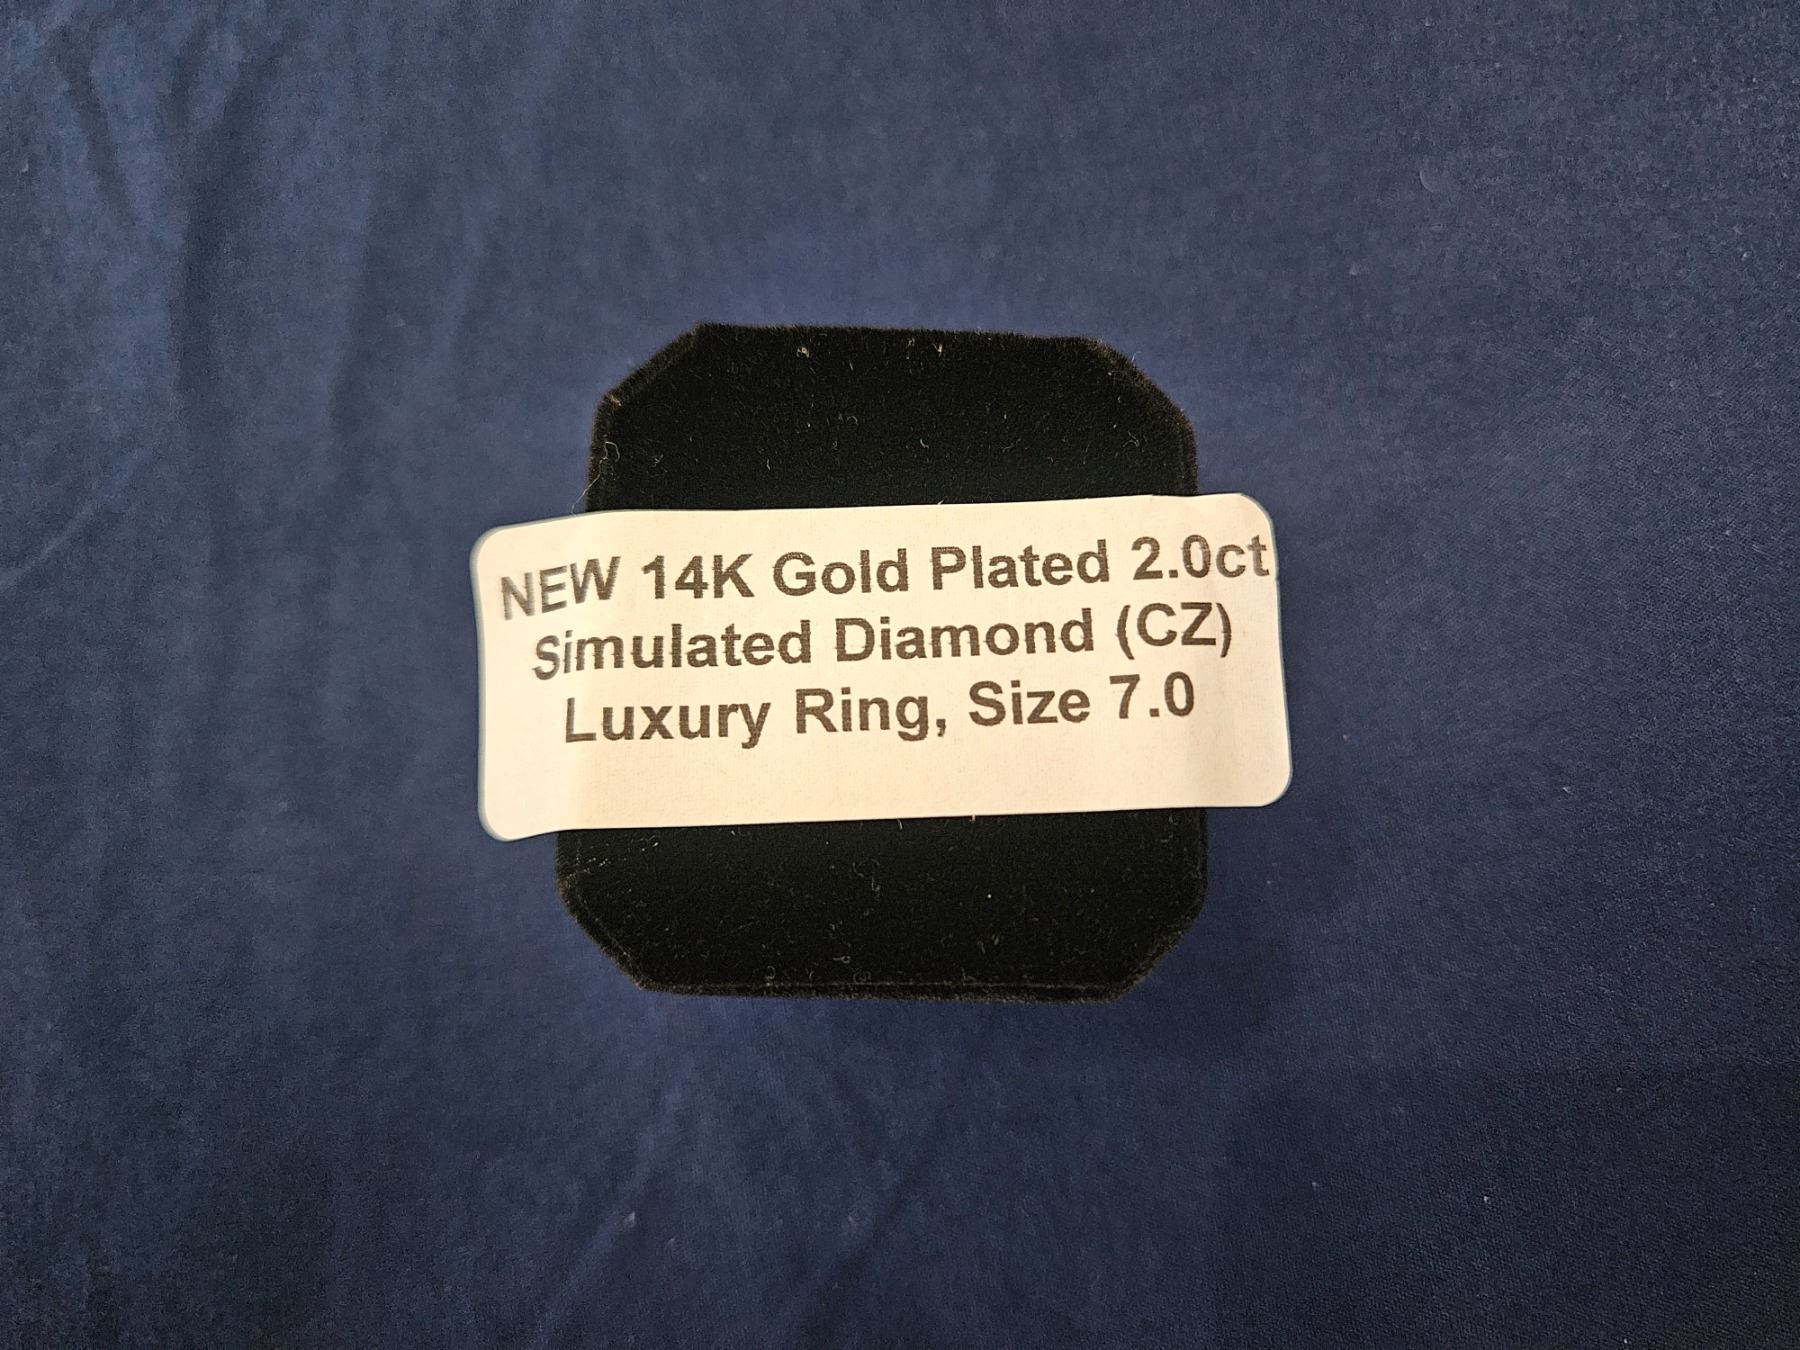 NEW 14K Gold Plated 2.0ct
Simulated Diamond (CZ)
Luxury Ring, Size 7.0